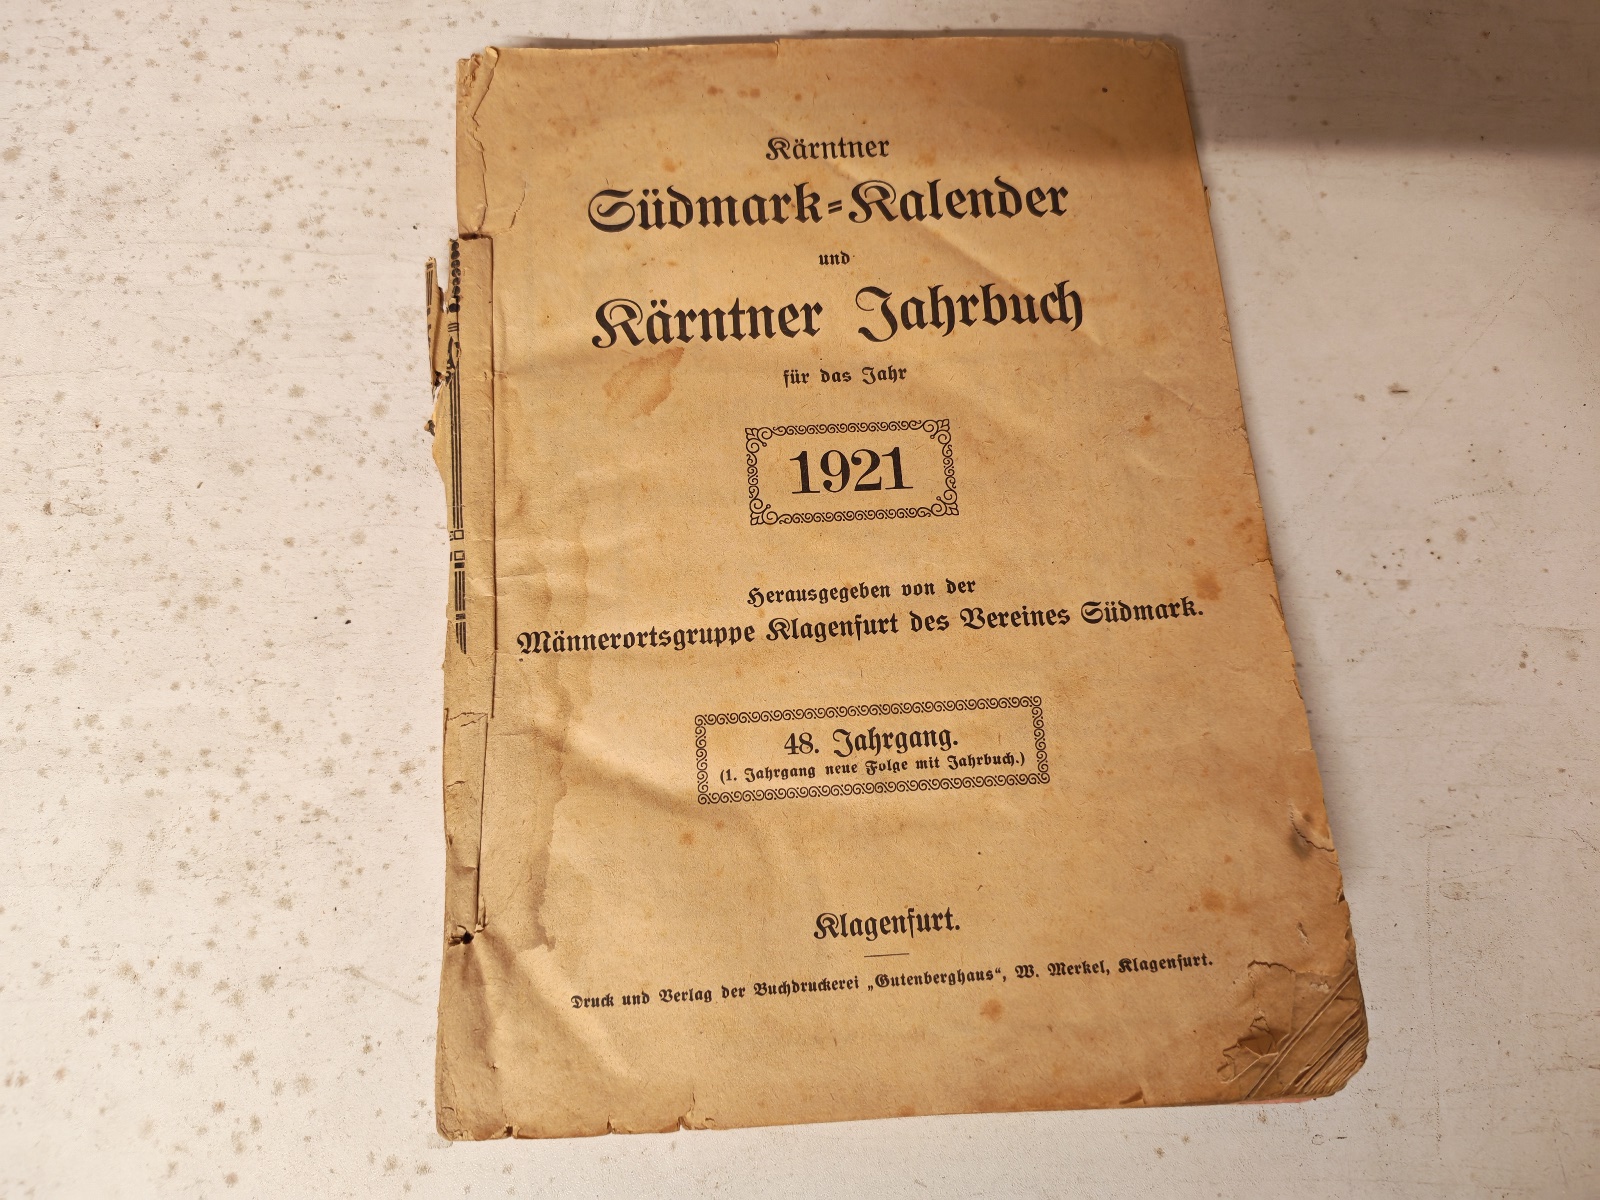 Kärntner
Südmark-Kalender
und
Kärntner Jahrbuch
für das Jahr
1921
Herausgegeben von der
Männerortsgruppe Klagenfurt des Vereines Südmark.
48. Jahrgang.
(1. Jahrgang neue Folge mit Jahrbuch.)
Klagenfurt.
Druck und Verlag der Buchdruckerei „Gutenberghaus“, W. Merkel, Klagenfurt.